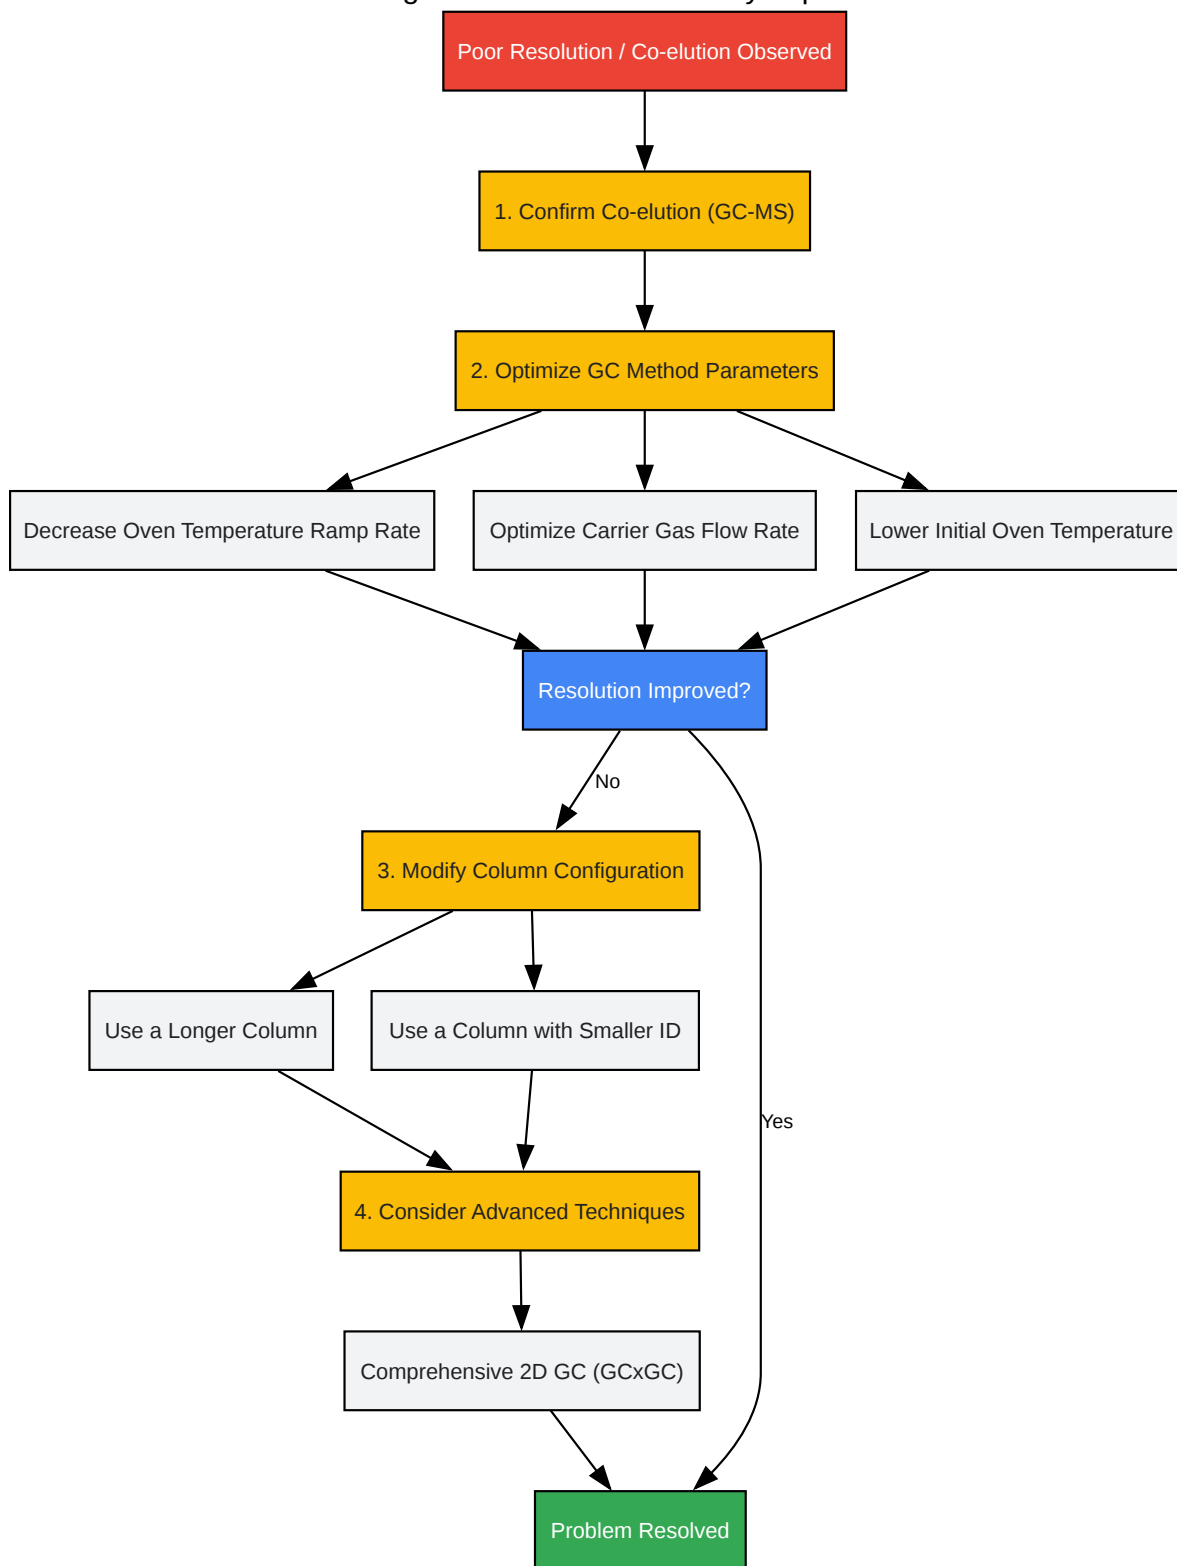 Poor Resolution / Co-elution Observed
1. Confirm Co-elution (GC-MS)
2. Optimize GC Method Parameters
Decrease Oven Temperature Ramp Rate
Optimize Carrier Gas Flow Rate
Lower Initial Oven Temperature
Resolution Improved?
No
3. Modify Column Configuration
Use a Longer Column
Use a Column with Smaller ID
Yes
4. Consider Advanced Techniques
Comprehensive 2D GC (GCxGC)
Problem Resolved